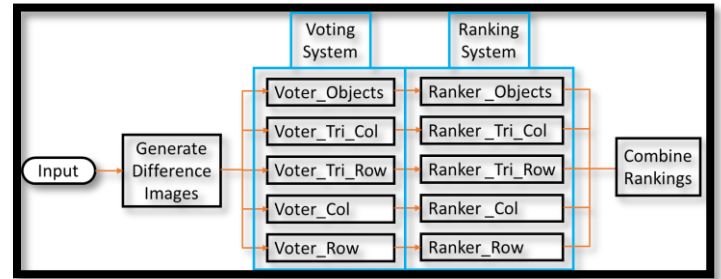 Voting
System
Ranking
System
Voter_Objects
Ranker _Objects
Voter_Tri_Col
Ranker _Tri_Col
Input
Generate
Difference
Images
Voter_Tri_Row
Ranker _Tri_Row
Combine
Rankings
Voter_Col
Ranker _Col
Voter_Row
Ranker_Row